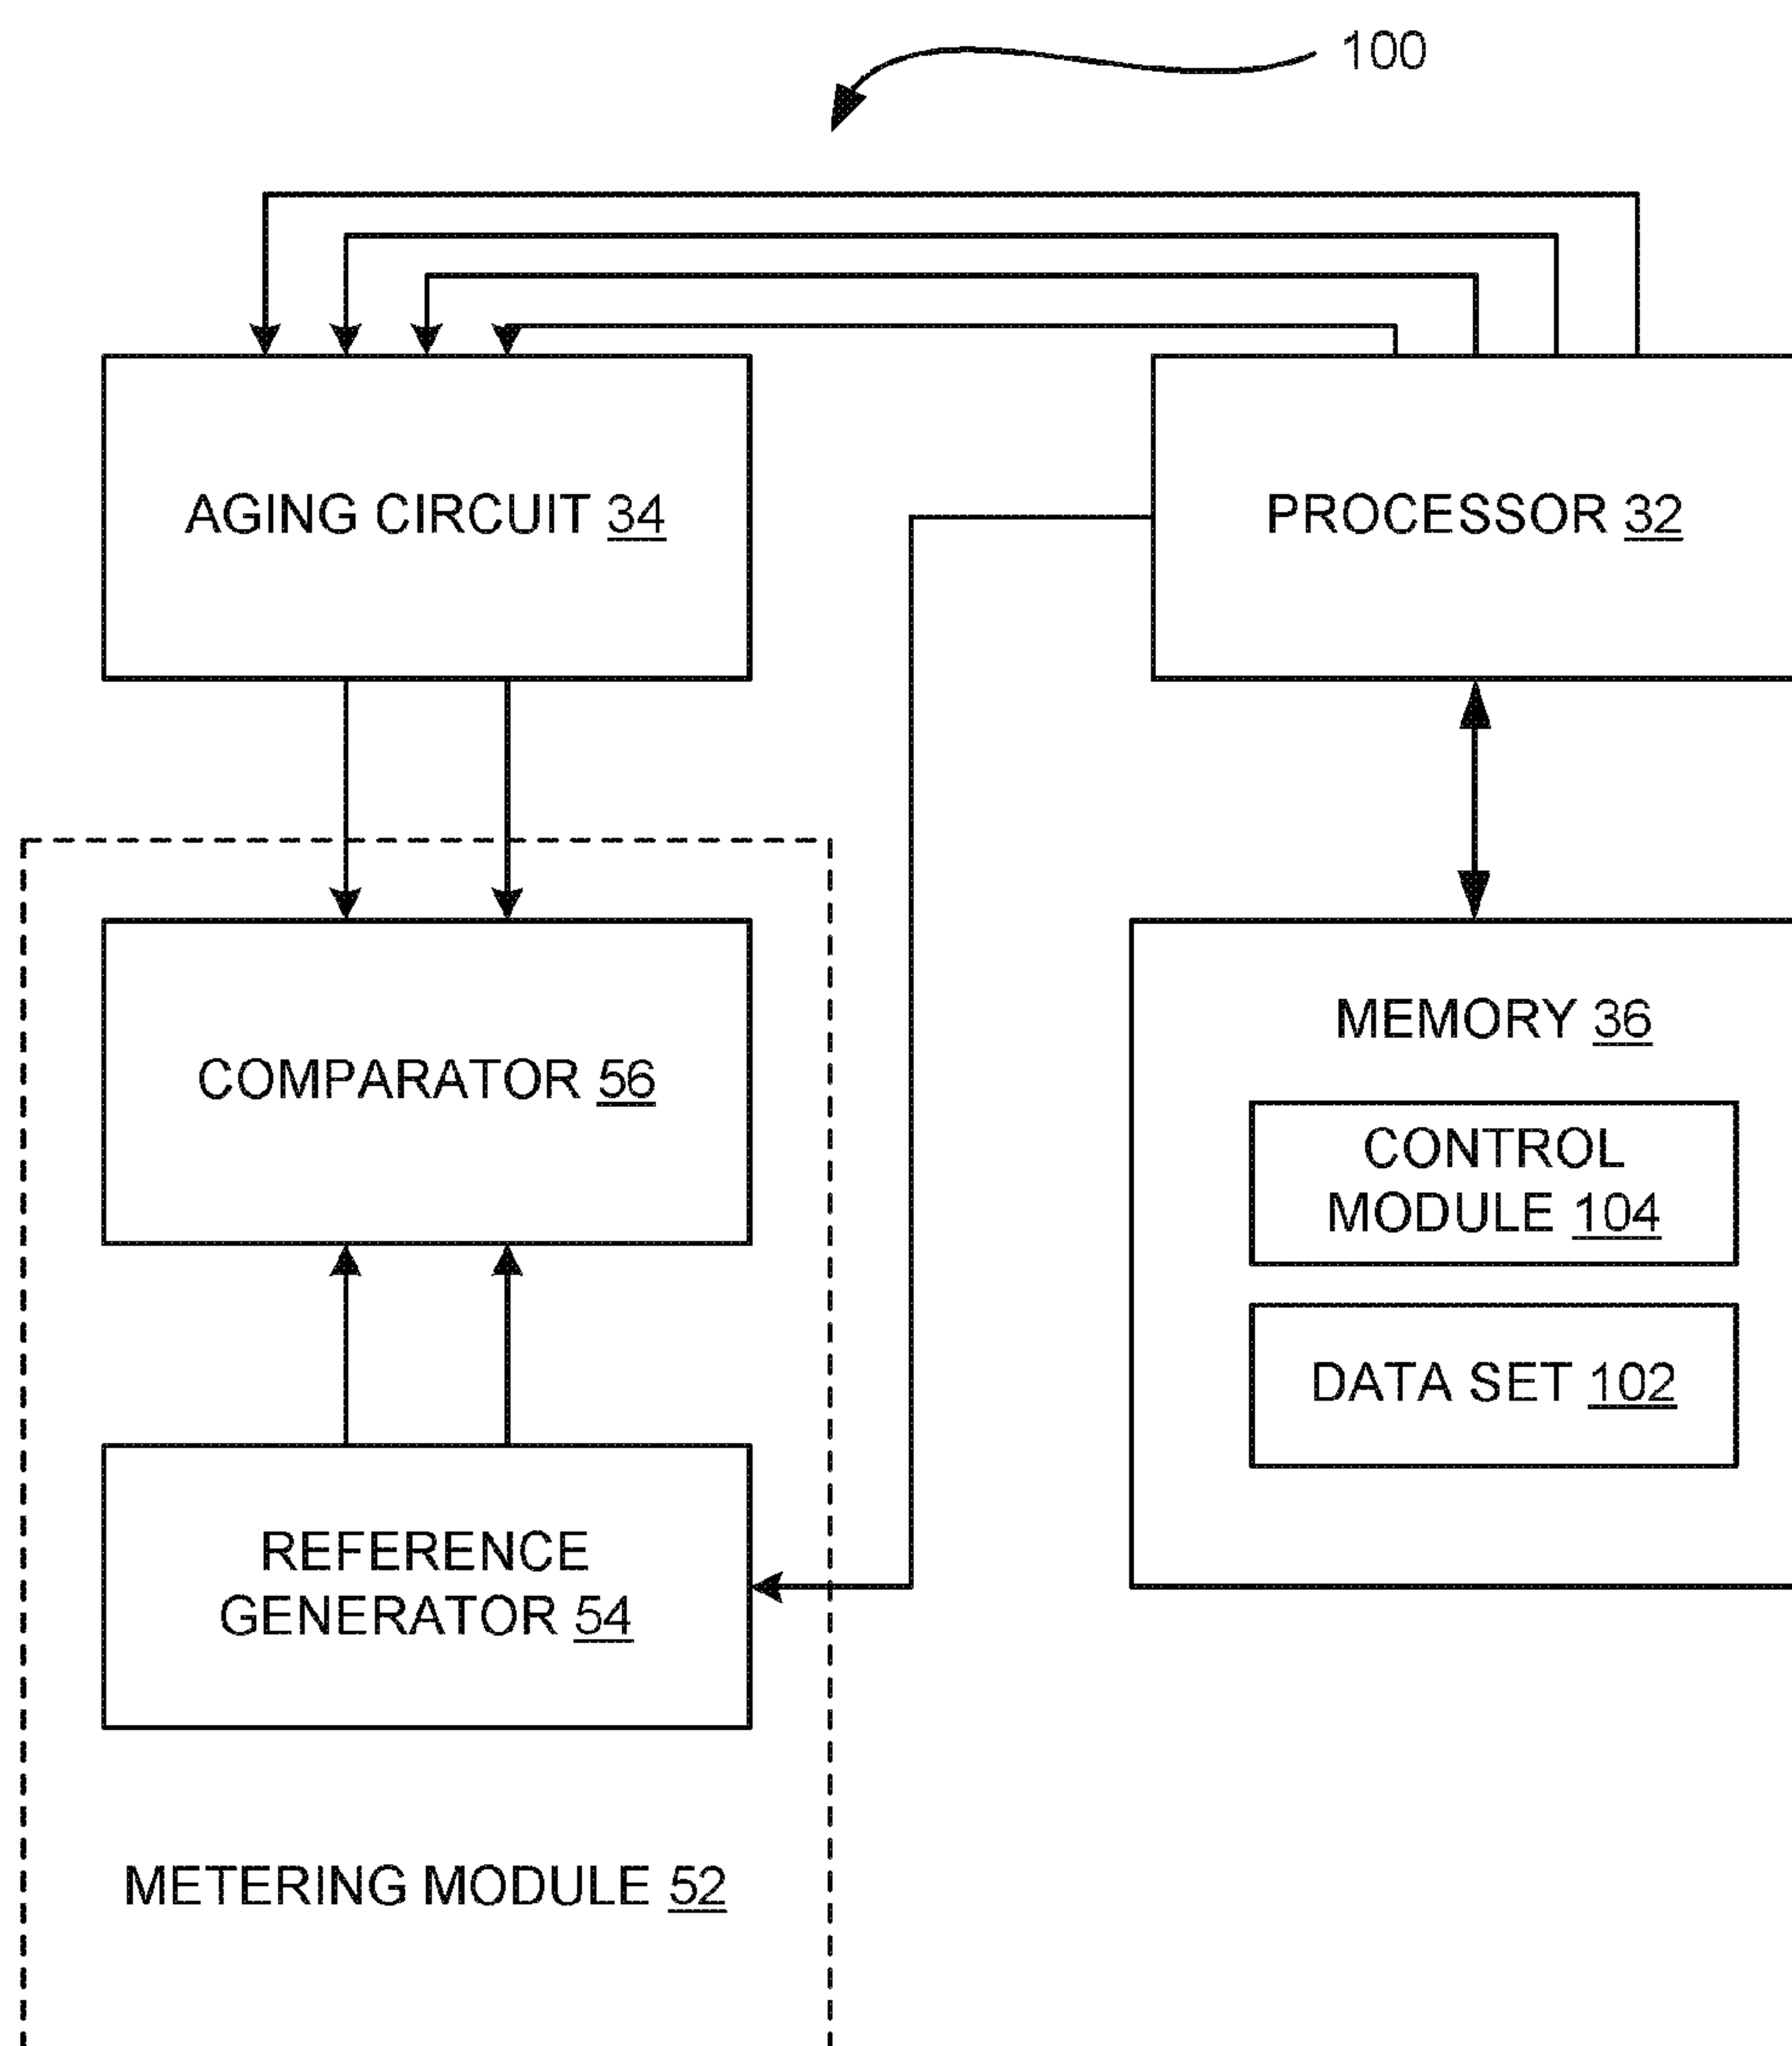 100
AGING CIRCUIT 34
PROCESSOR 32
COMPARATOR 56
MEMORY 36
CONTROL
MODULE 104
DATA SET 102
REFERENCE
GENERATOR 54
METERING MODULE 52